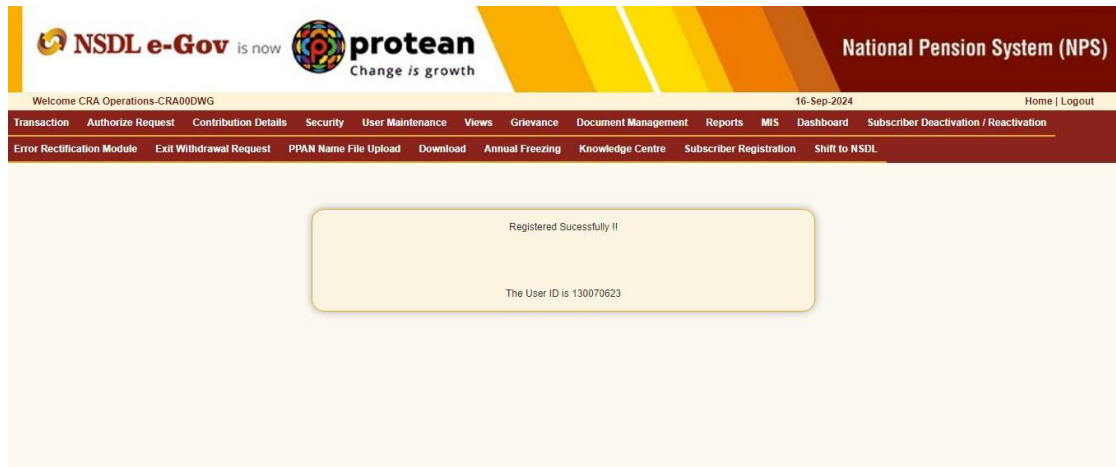 NSDL e-Gov is now protean
Change is growth
National Pension System (NPS)
Welcome CRA Operations-CRA00DWG 16-Sep-2024 Home | Logout
Transaction Authorize Request Contribution Details Security User Maintenance Views Grievance Document Management Reports MIS Dashboard Subscriber Deactivation / Reactivation
Error Rectification Module Exit Withdrawal Request PPAN Name File Upload Download Annual Freezing Knowledge Centre Subscriber Registration Shift to NSDL
Registered Sucessfully !!
The User ID is 130070623